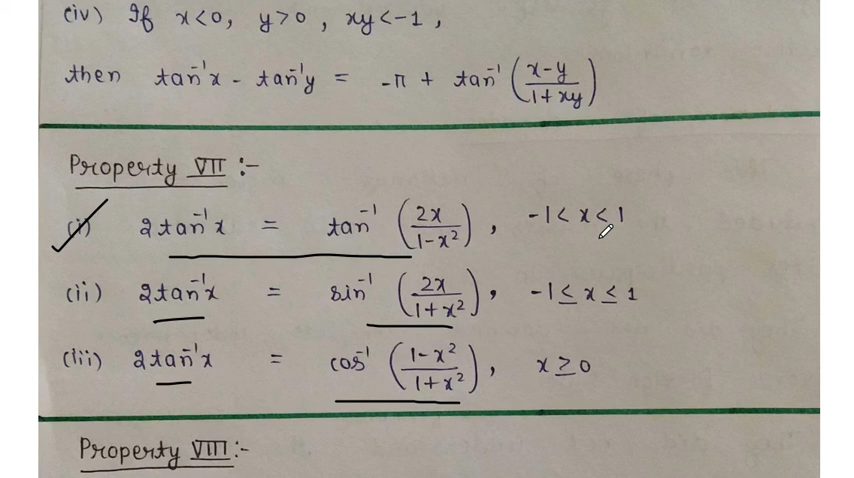 (iv) If x<0, y>0, xy<-1,
then tan⁻¹x - tan⁻¹y = -π + tan⁻¹ ((x-y)/(1+xy))
Property VII :-
(i) 2tan⁻¹x = tan⁻¹ (2x/(1-x²)), -1<x<1
(ii) 2tan⁻¹x = sin⁻¹ (2x/(1+x²)), -1≤x≤1
(iii) 2tan⁻¹x = cos⁻¹ ((1-x²)/(1+x²)), x≥0
Property VIII :-